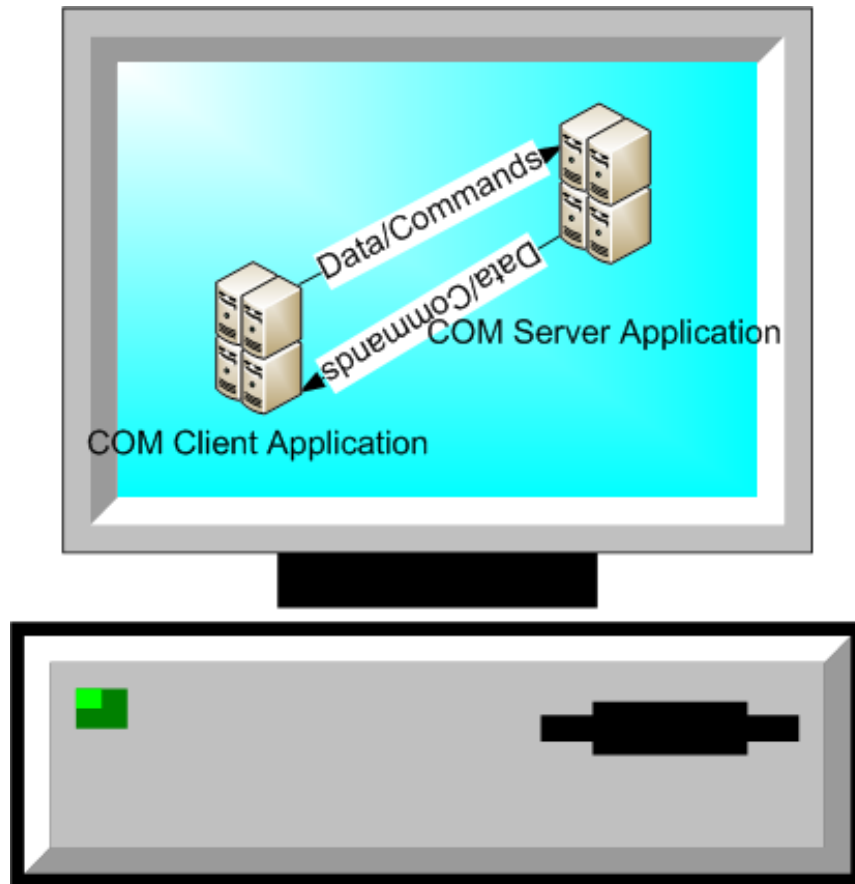 Data/Commands
Data/Commands
COM Server Application
COM Client Application